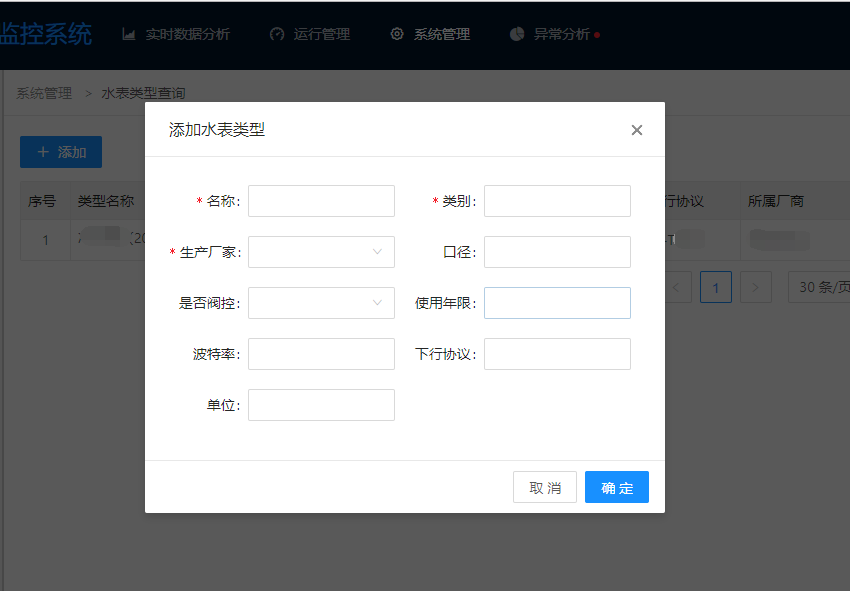 监控系统 实时数据分析 运行管理 系统管理 异常分析
系统管理 > 水表类型查询
添加水表类型
+ 添加
* 名称: * 类别:
序号 类型名称 行协议 所属厂商
1
* 生产厂家: 口径:
是否阀控: 使用年限:
1 30 条/页
波特率: 下行协议:
单位:
取 消 确 定